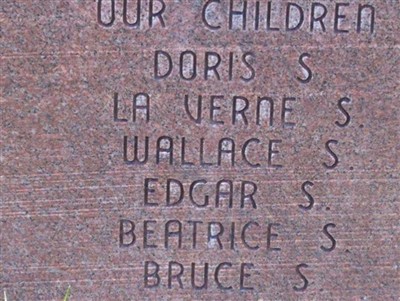 OUR CHILDREN
DORIS S.
LA VERNE S.
WALLACE S.
EDGAR S.
BEATRICE S.
BRUCE S